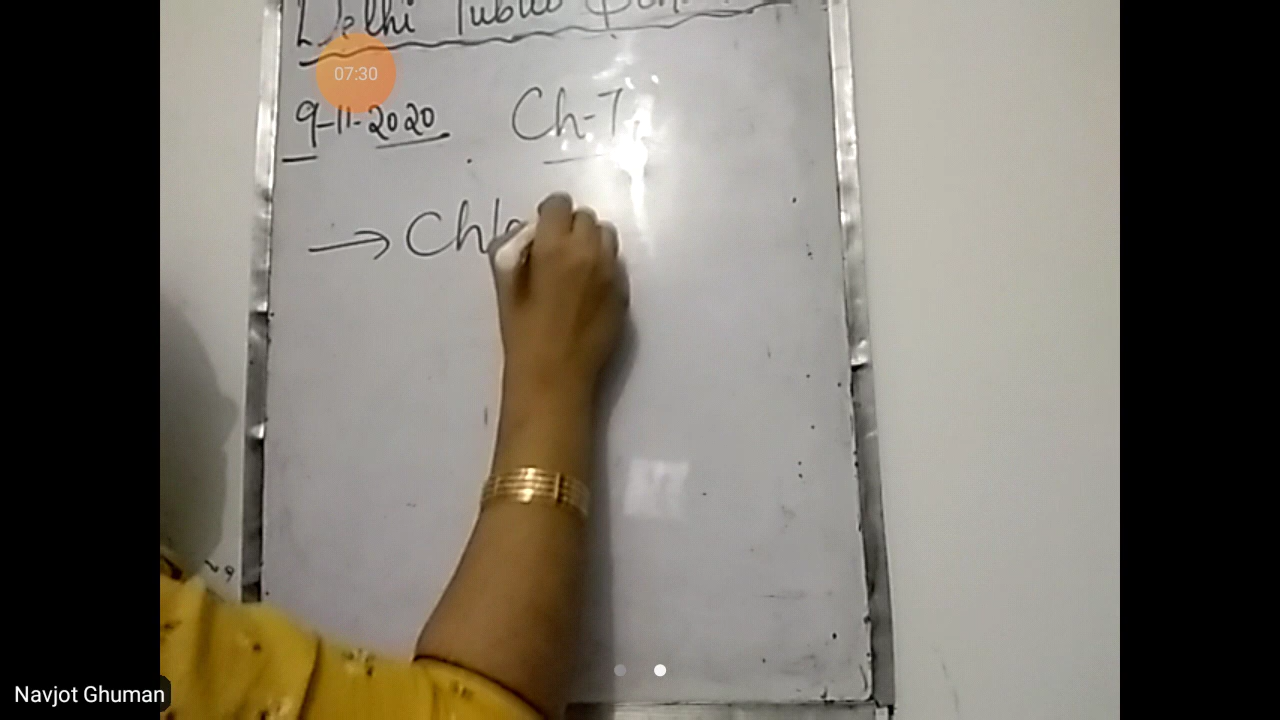 Delhi Public
07:30
9-11-2020 Ch-7
→ Chl
Navjot Ghuman